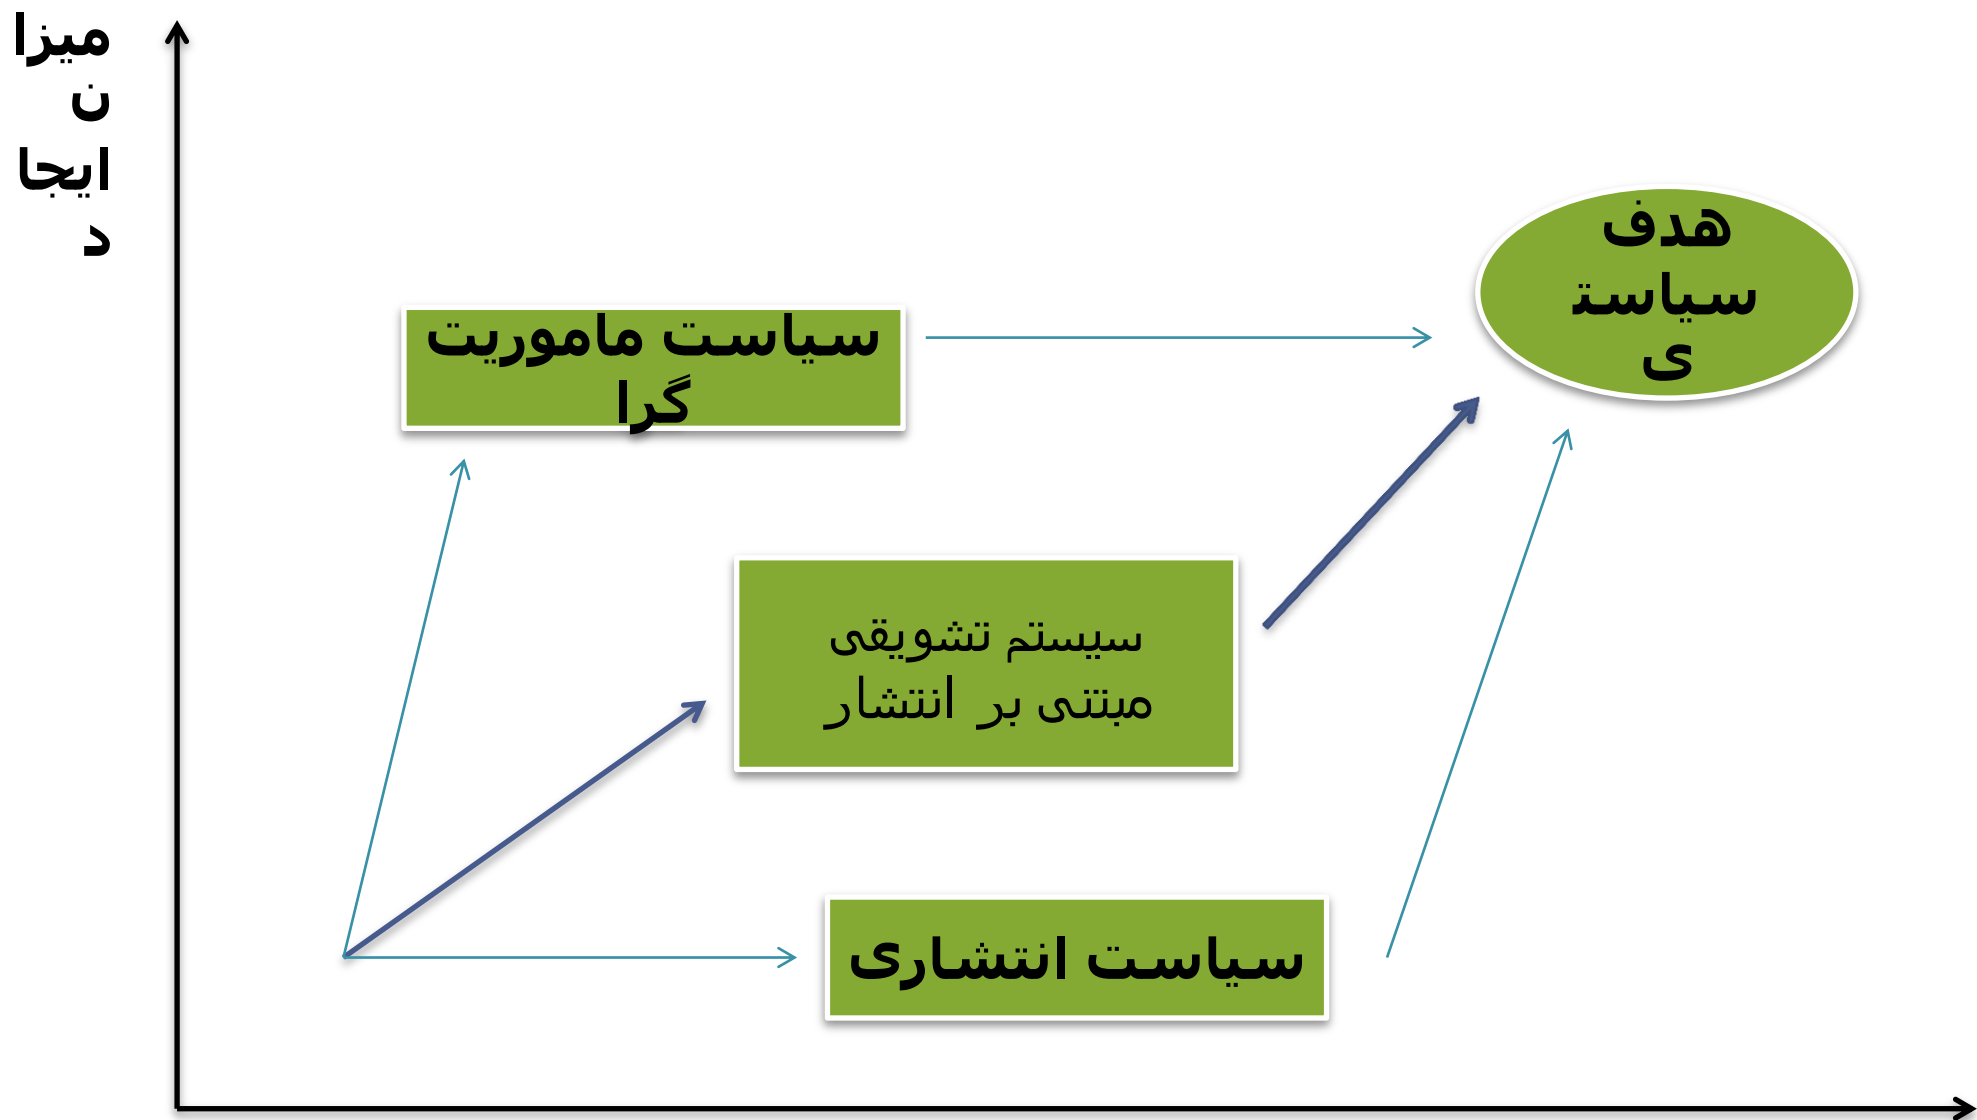 میزا
ن
ایجا
د
هدف
سیاست
ی
سیاست ماموریت
گرا
سیستم تشویقی
مبتنی بر انتشار
سیاست انتشاری